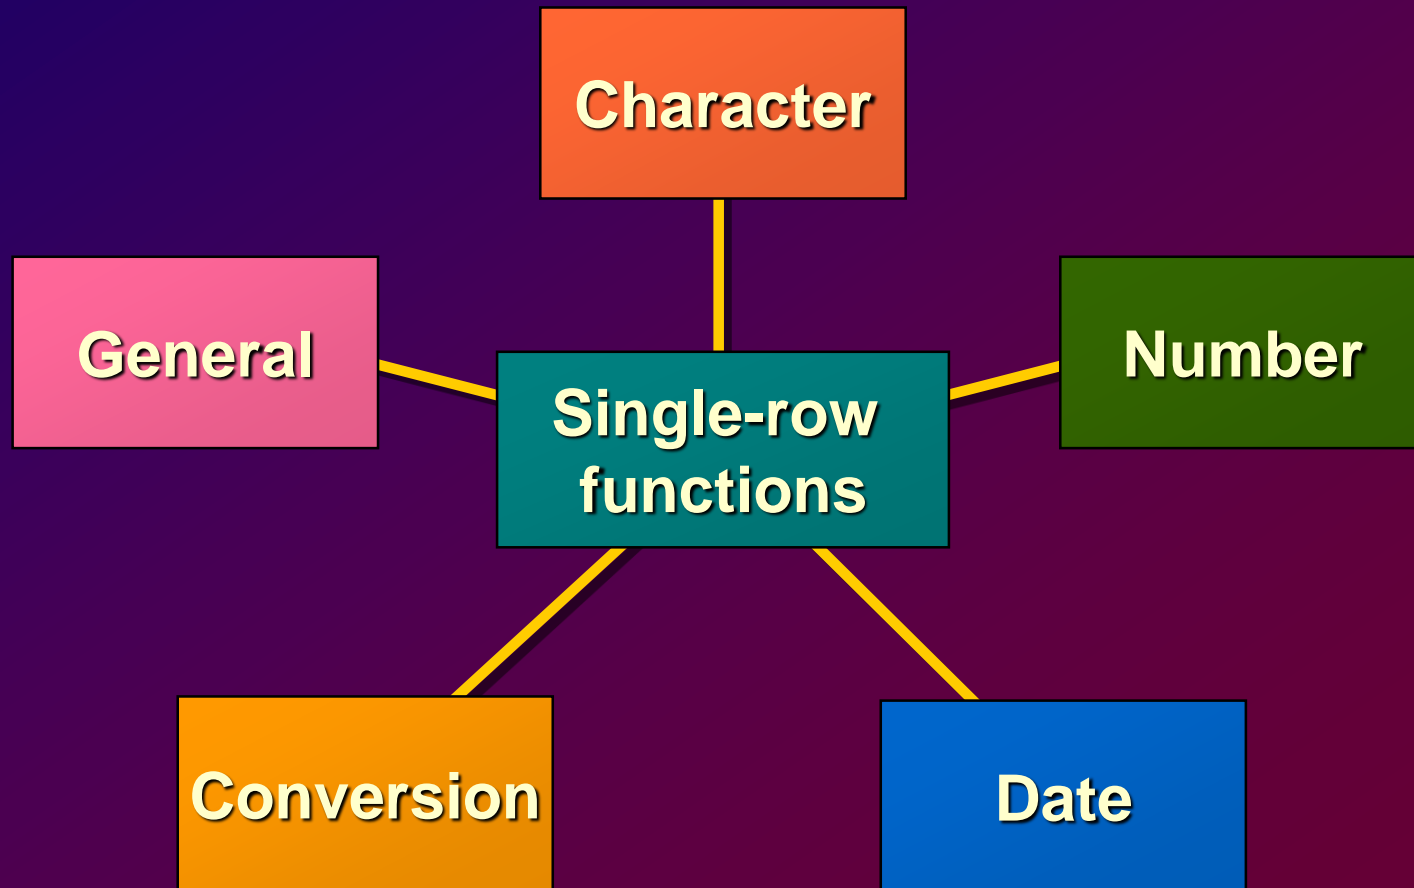 Character
General
Number
Single-row
functions
Conversion
Date